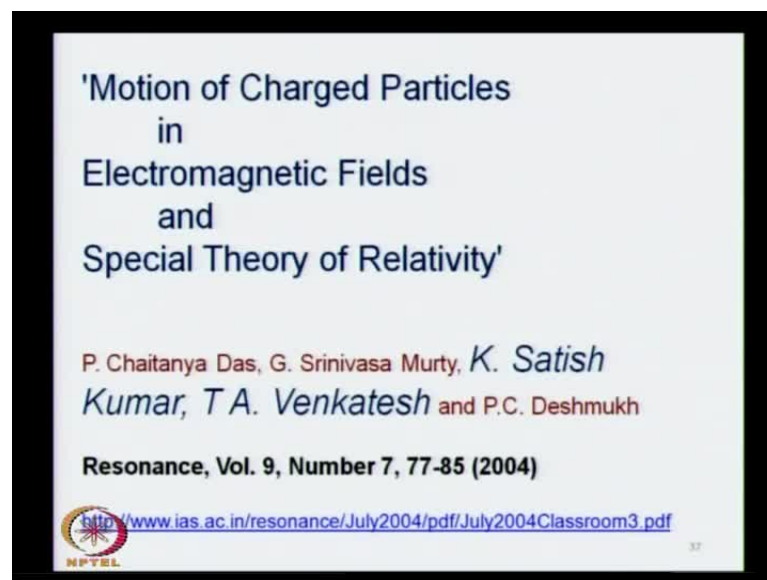 'Motion of Charged Particles
in
Electromagnetic Fields
and
Special Theory of Relativity'
P. Chaitanya Das, G. Srinivasa Murty, K. Satish
Kumar, T A. Venkatesh and P.C. Deshmukh
Resonance, Vol. 9, Number 7, 77-85 (2004)
http://www.ias.ac.in/resonance/July2004/pdf/July2004Classroom3.pdf
NPTEL
37